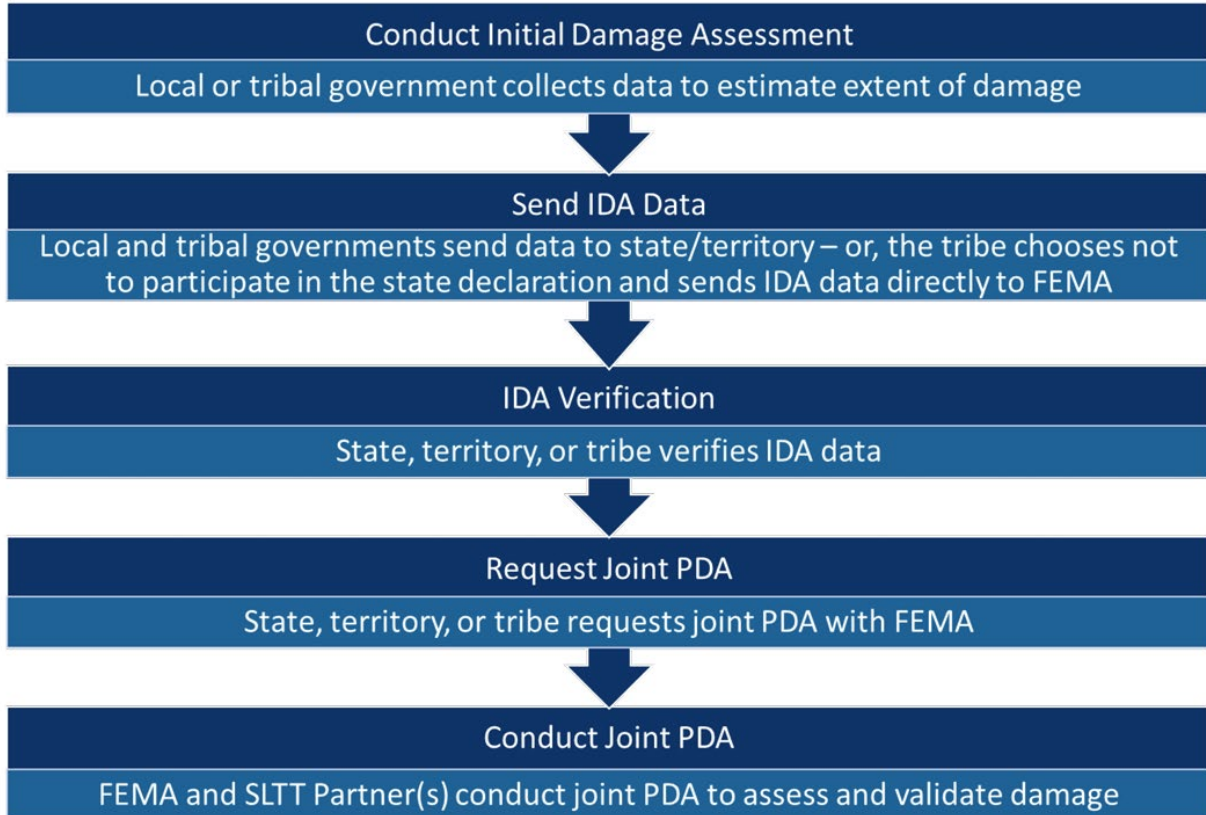 Conduct Initial Damage Assessment
Local or tribal government collects data to estimate extent of damage
Send IDA Data
Local and tribal governments send data to state/territory – or, the tribe chooses not
to participate in the state declaration and sends IDA data directly to FEMA
IDA Verification
State, territory, or tribe verifies IDA data
Request Joint PDA
State, territory, or tribe requests joint PDA with FEMA
Conduct Joint PDA
FEMA and SLTT Partner(s) conduct joint PDA to assess and validate damage